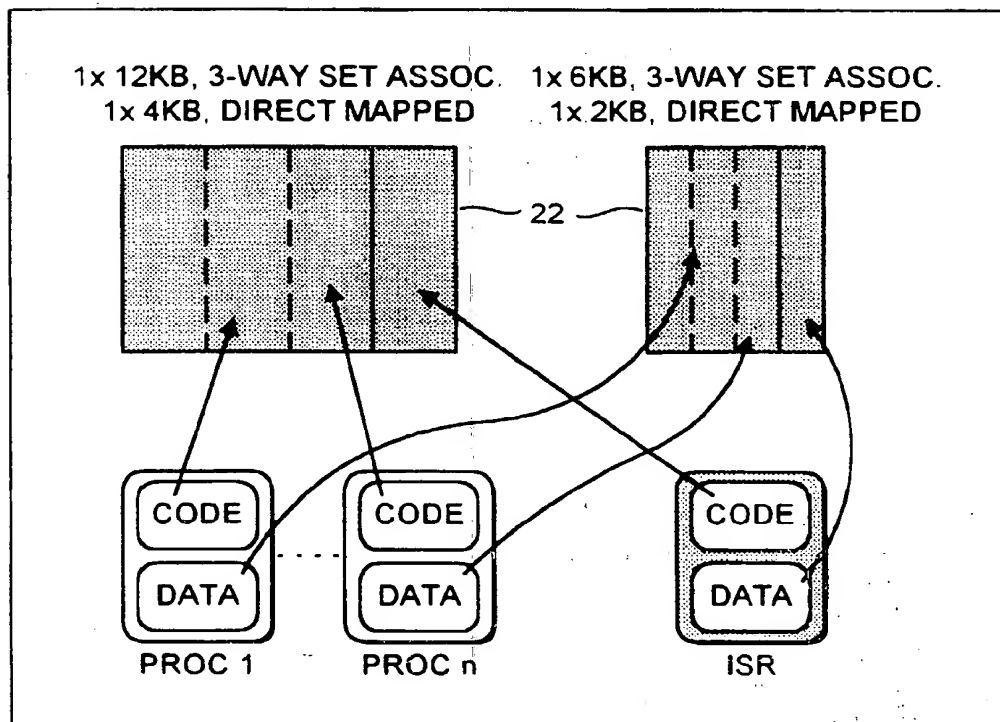 1x 12KB, 3-WAY SET ASSOC.
1x 4KB, DIRECT MAPPED
1x 6KB, 3-WAY SET ASSOC.
1x 2KB, DIRECT MAPPED
22
CODE
DATA
PROC 1
CODE
DATA
PROC n
CODE
DATA
ISR